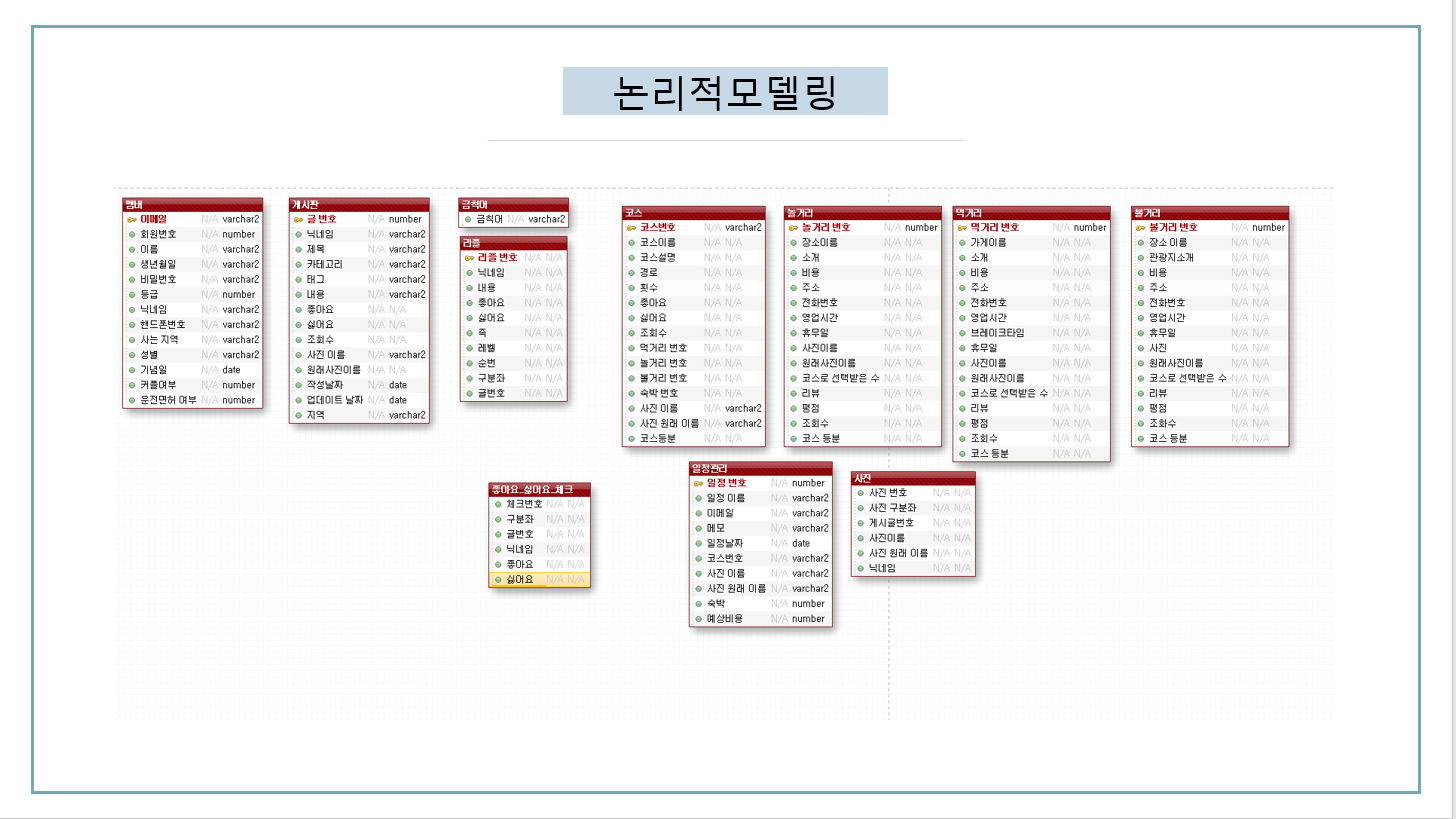 논리적모델링
멤버
이메일 N/A varchar2
회원번호 N/A number
이름 N/A varchar2
생년월일 N/A varchar2
비밀번호 N/A varchar2
등급 N/A number
닉네임 N/A varchar2
핸드폰번호 N/A varchar2
사는 지역 N/A varchar2
성별 N/A varchar2
기념일 N/A date
커플여부 N/A number
운전면허 여부 N/A number
게시판
글 번호 N/A number
닉네임 N/A varchar2
제목 N/A varchar2
카테고리 N/A varchar2
태그 N/A varchar2
내용 N/A varchar2
좋아요 N/A N/A
싫어요 N/A N/A
조회수 N/A N/A
사진 이름 N/A varchar2
원래사진이름 N/A N/A
작성날짜 N/A date
업데이트 날짜 N/A date
지역 N/A varchar2
금칙어
금칙어 N/A varchar2
리플
리플 번호 N/A N/A
닉네임 N/A N/A
내용 N/A N/A
좋아요 N/A N/A
싫어요 N/A N/A
족 N/A N/A
레벨 N/A N/A
순번 N/A N/A
구분좌 N/A N/A
글번호 N/A N/A
코스
코스번호 N/A varchar2
코스이름 N/A N/A
코스설명 N/A N/A
경로 N/A N/A
횟수 N/A N/A
좋아요 N/A N/A
싫어요 N/A N/A
조회수 N/A N/A
먹거리 번호 N/A N/A
놀거리 번호 N/A N/A
볼거리 번호 N/A N/A
숙박 번호 N/A N/A
사진 이름 N/A varchar2
사진 원래 이름 N/A varchar2
코스등분 N/A N/A
놀거리
놀거리 번호 N/A number
장소이름 N/A N/A
소개 N/A N/A
비용 N/A N/A
주소 N/A N/A
전화번호 N/A N/A
영업시간 N/A N/A
휴무일 N/A N/A
사진이름 N/A N/A
원래사진이름 N/A N/A
코스로 선택받은 수 N/A N/A
리뷰 N/A N/A
평점 N/A N/A
조회수 N/A N/A
코스 등분 N/A N/A
먹거리
먹거리 번호 N/A number
가게이름 N/A N/A
소개 N/A N/A
비용 N/A N/A
주소 N/A N/A
전화번호 N/A N/A
영업시간 N/A N/A
브레이크타임 N/A N/A
휴무일 N/A N/A
사진이름 N/A N/A
원래사진이름 N/A N/A
코스로 선택받은 수 N/A N/A
리뷰 N/A N/A
평점 N/A N/A
조회수 N/A N/A
코스 등분 N/A N/A
볼거리
볼거리 번호 N/A number
장소 이름 N/A N/A
관광지소개 N/A N/A
비용 N/A N/A
주소 N/A N/A
전화번호 N/A N/A
영업시간 N/A N/A
휴무일 N/A N/A
사진 N/A N/A
원래사진이름 N/A N/A
코스로 선택받은 수 N/A N/A
리뷰 N/A N/A
평점 N/A N/A
조화수 N/A N/A
코스 등분 N/A N/A
좋아요_싫어요_체크
체크번호 N/A N/A
구분좌 N/A N/A
글번호 N/A N/A
닉네임 N/A N/A
좋아요 N/A N/A
싫어요 N/A N/A
일정관리
일정 번호 N/A number
일정 이름 N/A varchar2
이메일 N/A varchar2
메모 N/A varchar2
일정날짜 N/A date
코스번호 N/A varchar2
사진 이름 N/A varchar2
사진 원래 이름 N/A varchar2
숙박 N/A number
예상비용 N/A number
사진
사진 번호 N/A N/A
사진 구분좌 N/A N/A
게시글번호 N/A N/A
사진이름 N/A N/A
사진 원래 이름 N/A N/A
닉네임 N/A N/A